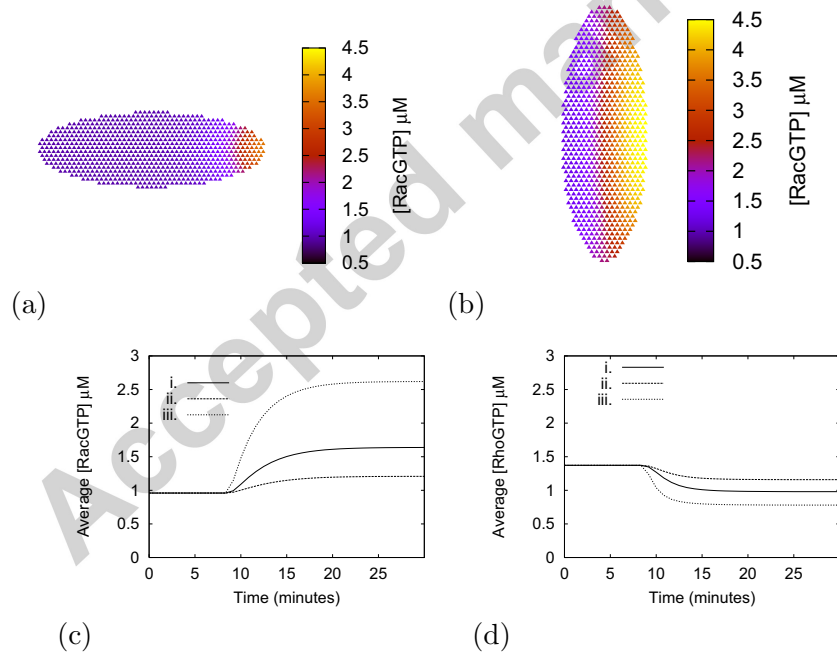 4.5
4
3.5
3
2.5
2
1.5
1
0.5
[RacGTP] μM
(a)
4.5
4
3.5
3
2.5
2
1.5
1
0.5
[RacGTP] μM
(b)
Accepted man
3
2.5
2
1.5
1
0.5
0
Average [RacGTP] μM
i.
ii.
iii.
0 5 10 15 20 25
Time (minutes)
(c)
3
2.5
2
1.5
1
0.5
0
Average [RhoGTP] μM
i.
ii.
iii.
0 5 10 15 20 25
Time (minutes)
(d)